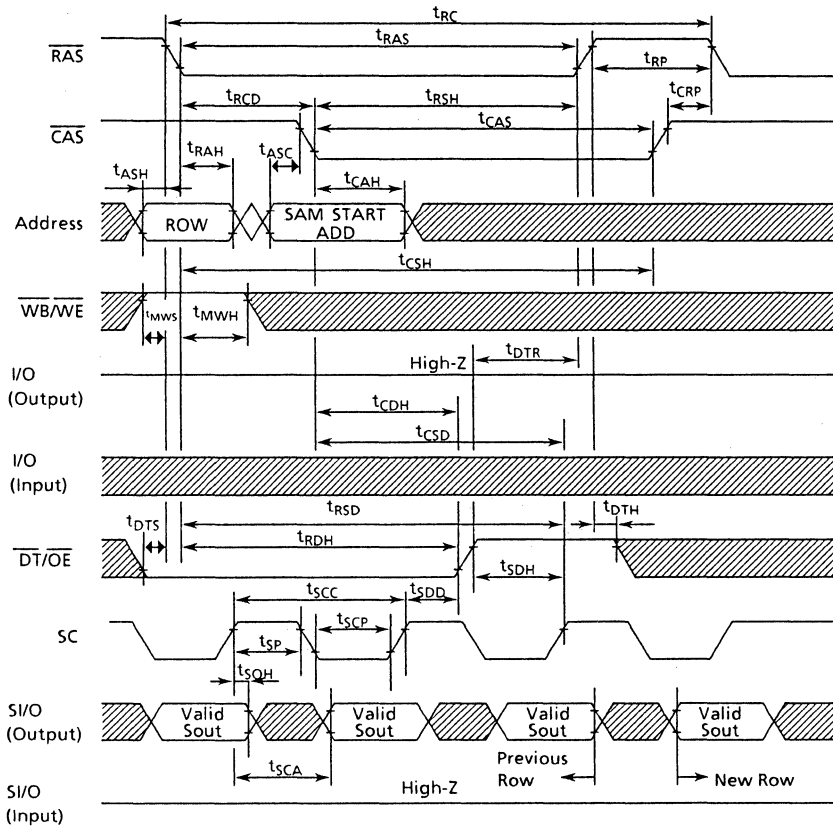 tRC
RAS
tRAS
tRP
tRCD
tRSH
tCRP
CAS
tCAS
tASH
tRAH
tASC
tCAH
Address
ROW
SAM START
ADD
tCSH
WB/WE
tMWS
tMWH
I/O
(Output)
High-Z
tDTR
tCDH
tCSD
I/O
(Input)
tDTS
tRSD
tDTH
DT/OE
tRDH
tSCC
tSDD
tSDH
SC
tSP
tSCP
tSOH
SI/O
(Output)
Valid
Sout
Valid
Sout
Valid
Sout
Valid
Sout
tSCA
Previous
Row
New Row
SI/O
(Input)
High-Z